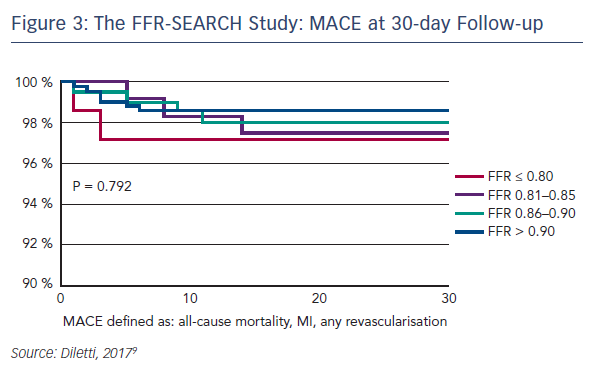 Figure 3: The FFR-SEARCH Study: MACE at 30-day Follow-up
100 %
98 %
96 %
P = 0.792
94 %
92 %
90 %
FFR ≤ 0.80
FFR 0.81–0.85
FFR 0.86–0.90
FFR > 0.90
0 10 20 30
MACE defined as: all-cause mortality, MI, any revascularisation
Source: Diletti, 2017⁹